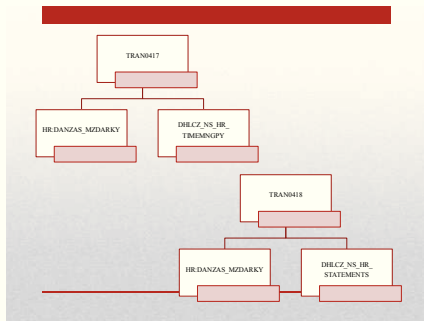 TRAN0417
HR:DANZAS_MZDARKY
DHLCZ_NS_HR_
TIMEMNGPY
TRAN0418
HR:DANZAS_MZDARKY
DHLCZ_NS_HR_
STATEMENTS